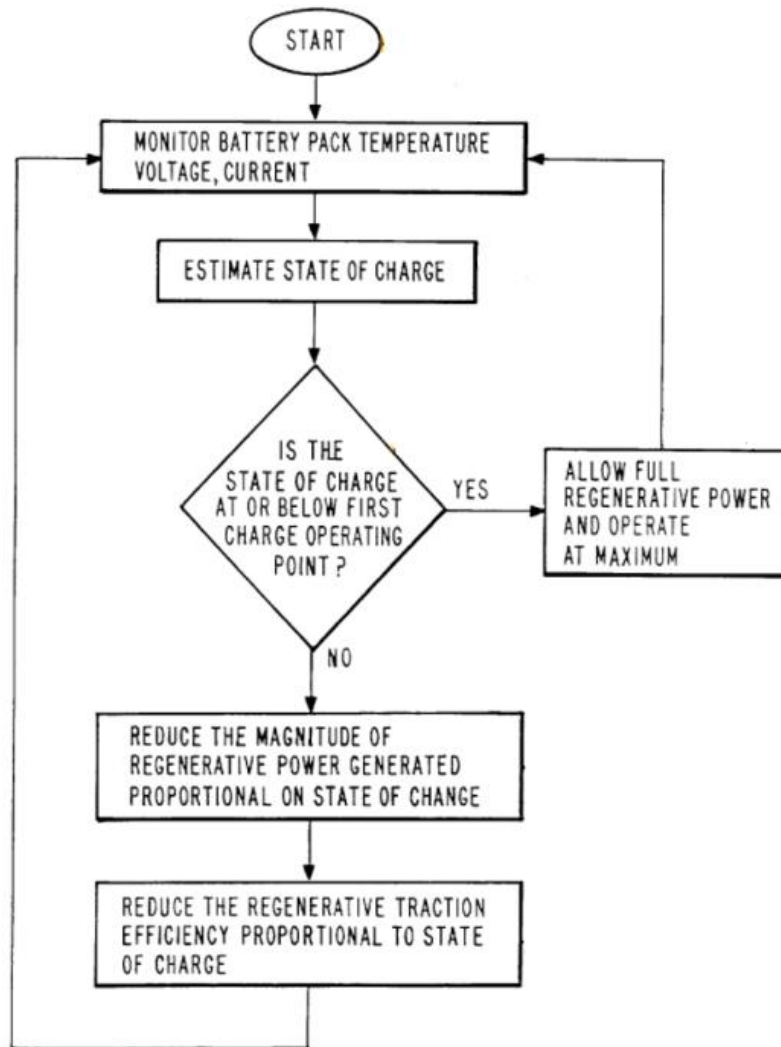 START
MONITOR BATTERY PACK TEMPERATURE
VOLTAGE, CURRENT
ESTIMATE STATE OF CHARGE
IS THE
STATE OF CHARGE
AT OR BELOW FIRST
CHARGE OPERATING
POINT ?
YES
ALLOW FULL
REGENERATIVE POWER
AND OPERATE
AT MAXIMUM
NO
REDUCE THE MAGNITUDE OF
REGENERATIVE POWER GENERATED
PROPORTIONAL ON STATE OF CHANGE
REDUCE THE REGENERATIVE TRACTION
EFFICIENCY PROPORTIONAL TO STATE
OF CHARGE